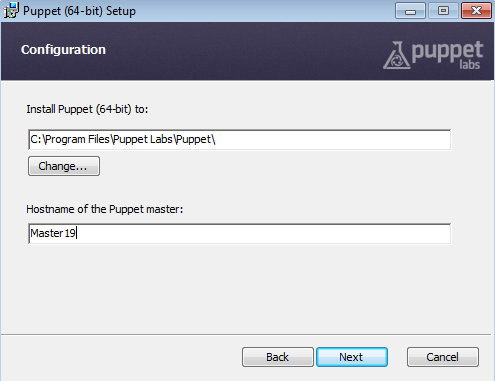 Puppet (64-bit) Setup
Configuration
puppet
labs
Install Puppet (64-bit) to:
C:\Program Files\Puppet Labs\Puppet\
Change...
Hostname of the Puppet master:
Master19
Back Next Cancel